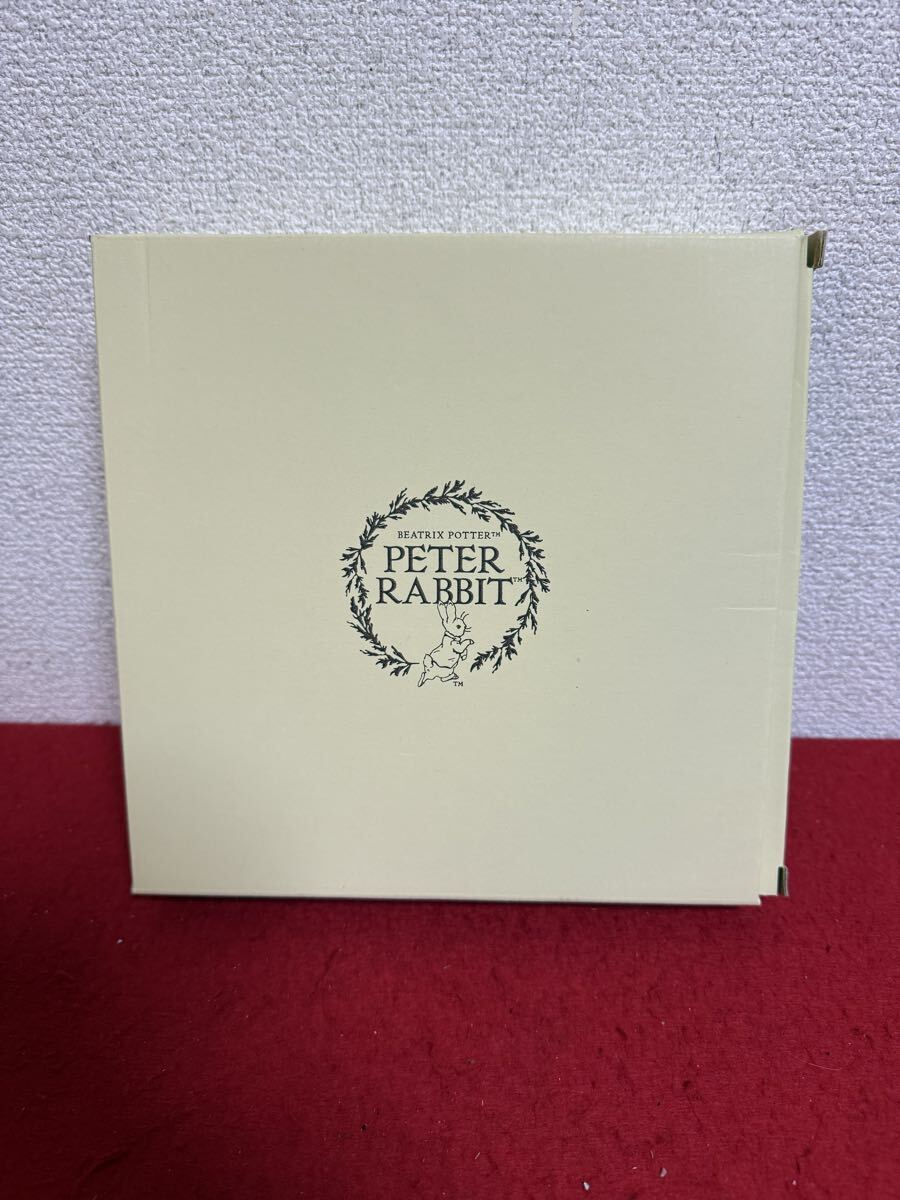 BEATRIX POTTER™
PETER
RABBIT™
™